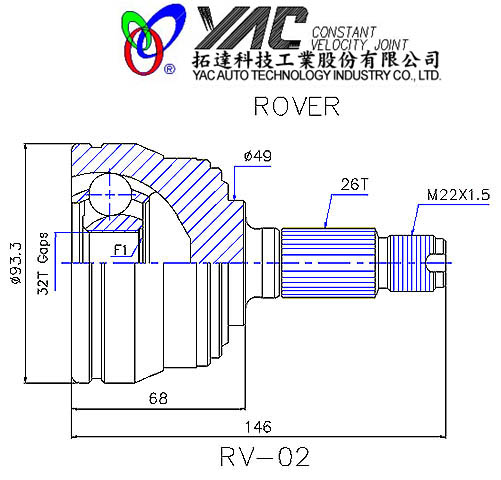 YAC CONSTANT
VELOCITY JOINT
®
拓達科技工業股份有限公司
YAC AUTO TECHNOLOGY INDUSTRY CO., LTD.
ROVER
ø49
26T
M22X1.5
ø93.3
32T Gaps
F1
68
146
RV-02